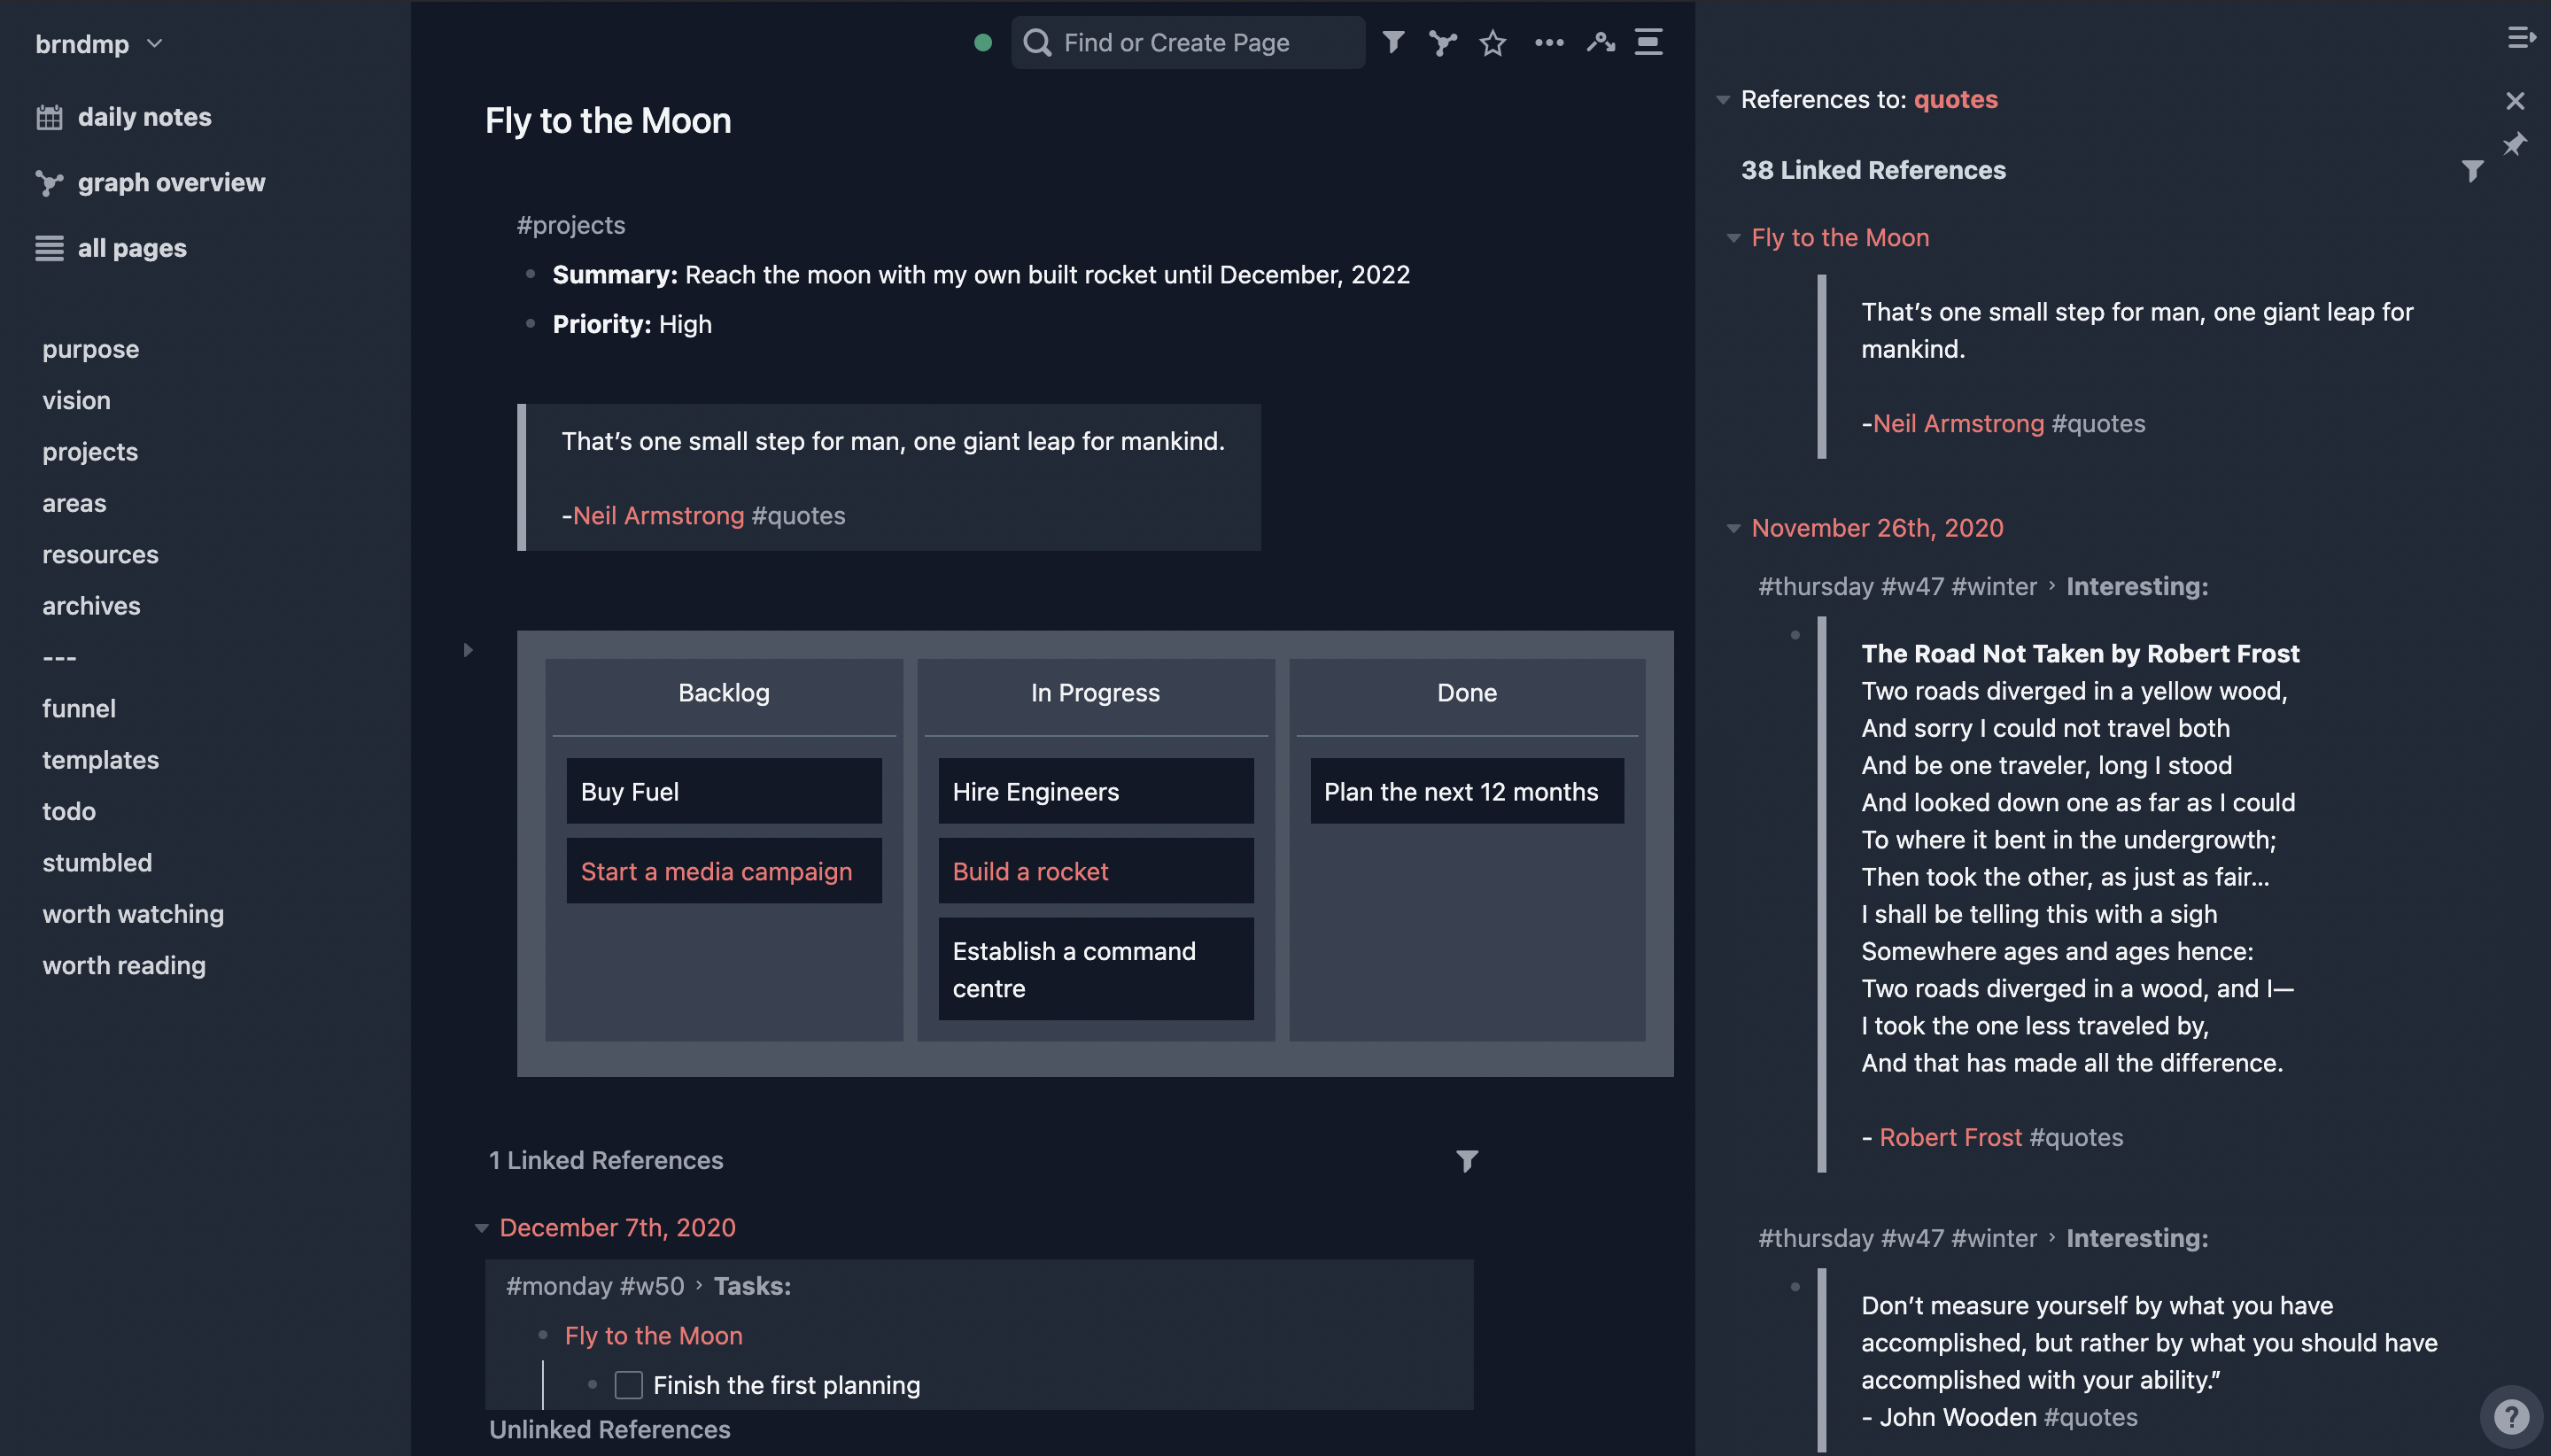 brndmp
daily notes
graph overview
all pages
purpose
vision
projects
areas
resources
archives
---
funnel
templates
todo
stumbled
worth watching
worth reading
Find or Create Page
Fly to the Moon
#projects
Summary: Reach the moon with my own built rocket until December, 2022
Priority: High
That’s one small step for man, one giant leap for mankind.
-Neil Armstrong #quotes
Backlog
Buy Fuel
Start a media campaign
In Progress
Hire Engineers
Build a rocket
Establish a command
centre
Done
Plan the next 12 months
1 Linked References
December 7th, 2020
#monday #w50 › Tasks:
Fly to the Moon
Finish the first planning
Unlinked References
References to: quotes
38 Linked References
Fly to the Moon
That’s one small step for man, one giant leap for
mankind.
-Neil Armstrong #quotes
November 26th, 2020
#thursday #w47 #winter › Interesting:
The Road Not Taken by Robert Frost
Two roads diverged in a yellow wood,
And sorry I could not travel both
And be one traveler, long I stood
And looked down one as far as I could
To where it bent in the undergrowth;
Then took the other, as just as fair...
I shall be telling this with a sigh
Somewhere ages and ages hence:
Two roads diverged in a wood, and I—
I took the one less traveled by,
And that has made all the difference.
- Robert Frost #quotes
#thursday #w47 #winter › Interesting:
Don’t measure yourself by what you have
accomplished, but rather by what you should have
accomplished with your ability.”
- John Wooden #quotes
?